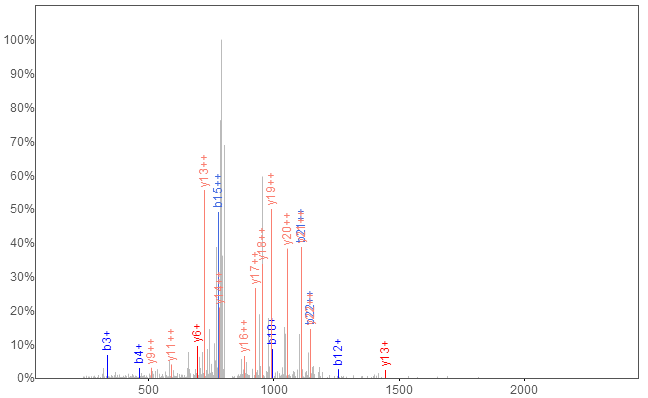 100%
90%
80%
70%
60%
50%
40%
30%
20%
10%
0%
b3+
b4+
y9++
y11++
y6+
y13++
b15++
y16++
y17++
y18++
y19++
b10+
y20++
b21++
b22++
b12+
y13+
500
1000
1500
2000